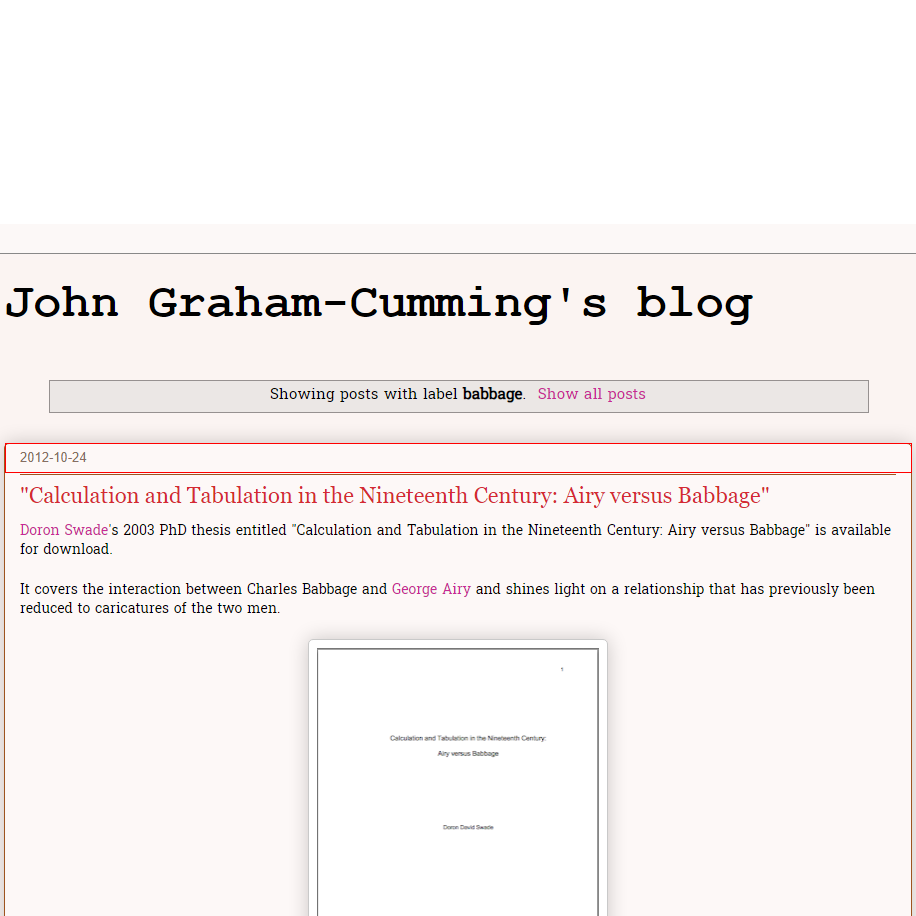 John Graham-Cumming's blog
Showing posts with label babbage. Show all posts
2012-10-24
"Calculation and Tabulation in the Nineteenth Century: Airy versus Babbage"
Doron Swade's 2003 PhD thesis entitled "Calculation and Tabulation in the Nineteenth Century: Airy versus Babbage" is available
for download.
It covers the interaction between Charles Babbage and George Airy and shines light on a relationship that has previously been
reduced to caricatures of the two men.
Calculation and Tabulation in the Nineteenth Century:
Airy versus Babbage
Doron David Swade